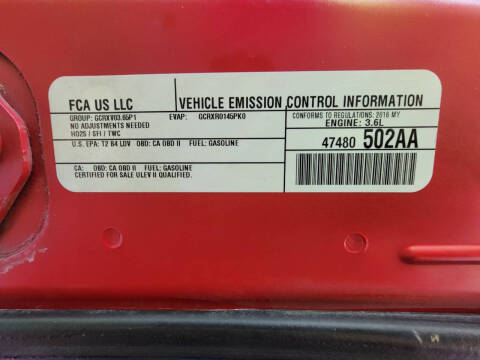 FCA US LLC
VEHICLE EMISSION CONTROL INFORMATION
GROUP: GCRXV03.65P1 EVAP: GCRXR0145PK0
NO ADJUSTMENTS NEEDED
HO2S / SFI / TWC
CONFORMS TO REGULATIONS: 2016 MY
ENGINE: 3.6L
U.S. EPA: T2 B4 LDV OBD: CA OBD II FUEL: GASOLINE
47480 502AA
CA: OBD: CA OBD II FUEL: GASOLINE
CERTIFIED FOR SALE ULEV II QUALIFIED.